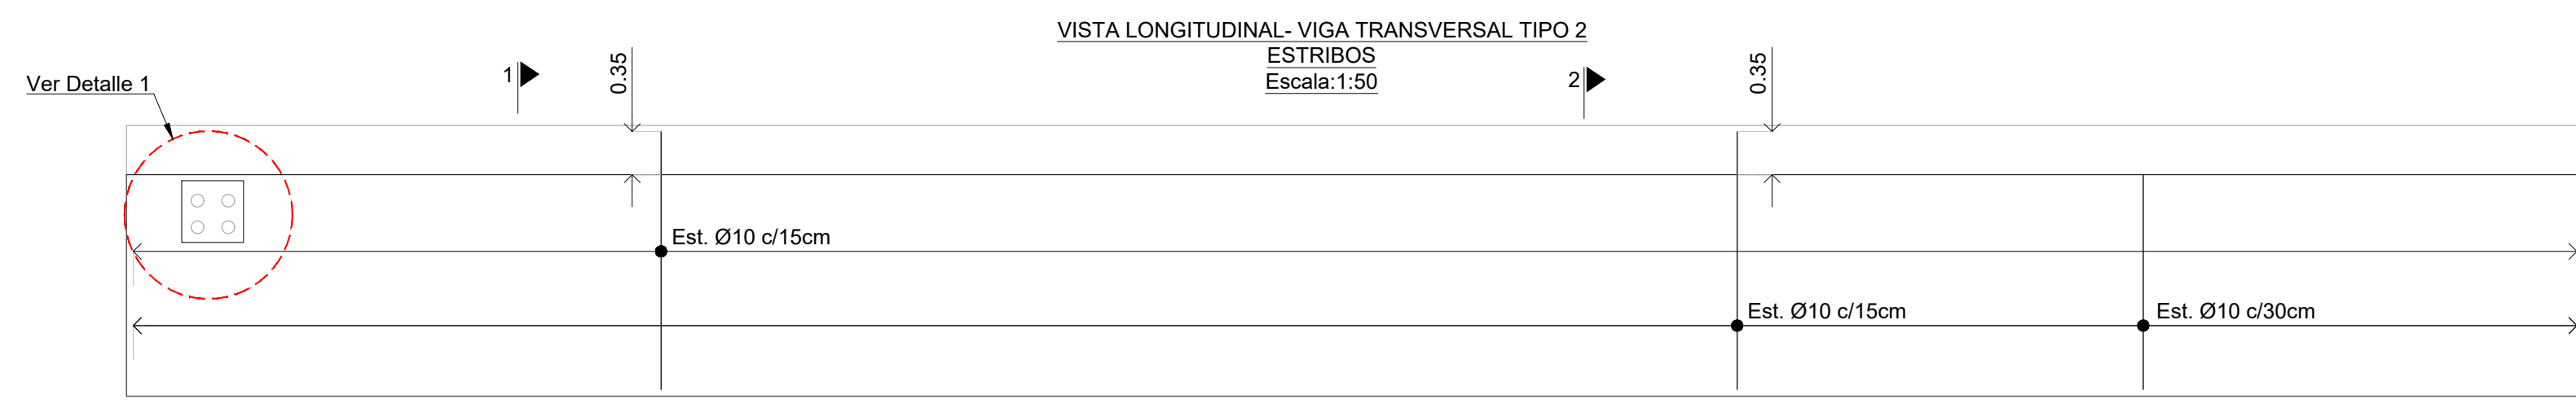 VISTA LONGITUDINAL- VIGA TRANSVERSAL TIPO 2
ESTRIBOS
Escala:1:50
Ver Detalle 1
1
0.35
2
0.35
Est. Ø10 c/15cm
Est. Ø10 c/15cm
Est. Ø10 c/30cm